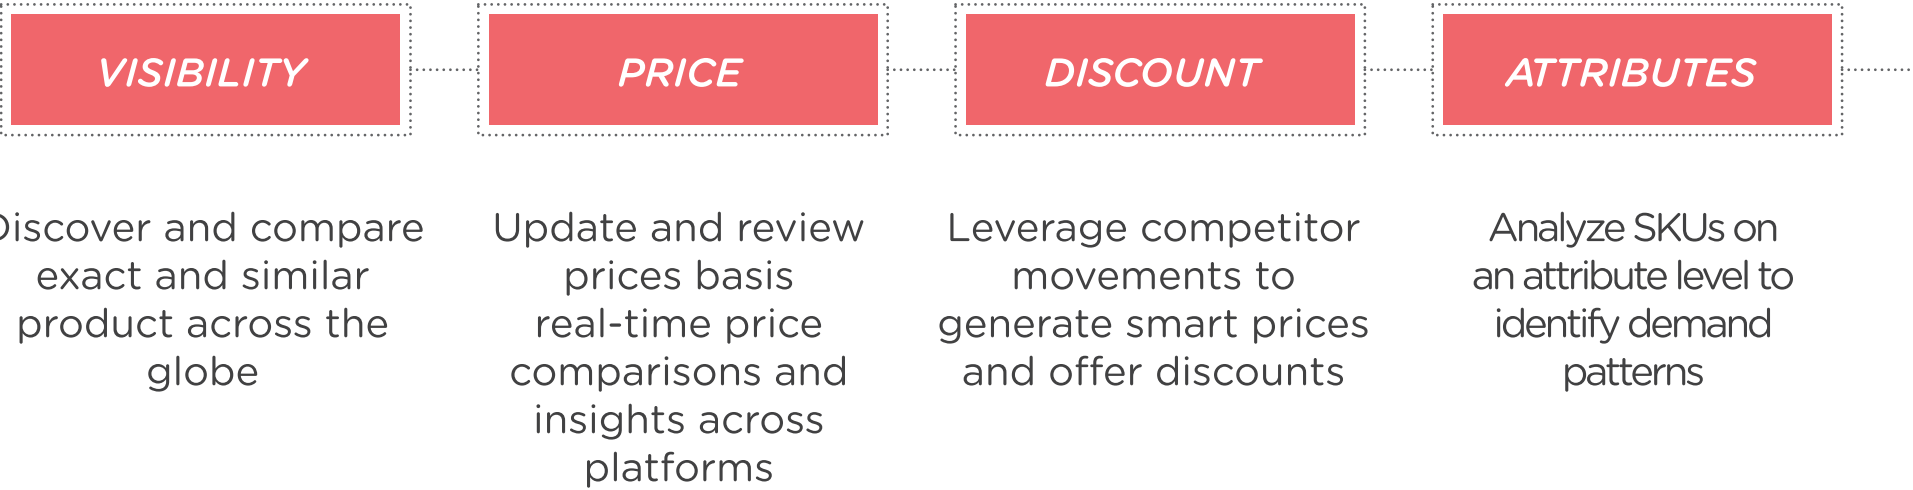 VISIBILITY
Discover and compare
exact and similar
product across the
globe
PRICE
Update and review
prices basis
real-time price
comparisons and
insights across
platforms
DISCOUNT
Leverage competitor
movements to
generate smart prices
and offer discounts
ATTRIBUTES
Analyze SKUs on
an attribute level to
identify demand
patterns